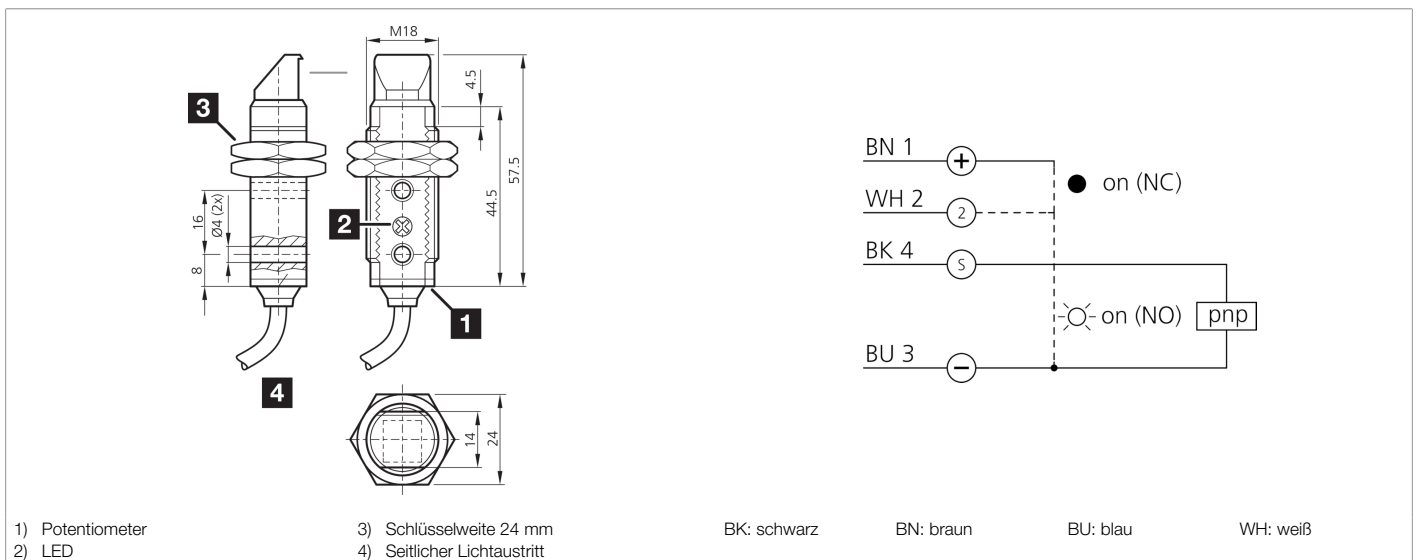 M18
4.5
3
57.5
44.5
16
Ø4 (2x)
8
2
1
4
14
24
BN 1
+
on (NC)
WH 2
2
BK 4
S
on (NO)
pnp
BU 3
−
1) Potentiometer
2) LED
3) Schlüsselweite 24 mm
4) Seitlicher Lichtaustritt
BK: schwarz
BN: braun
BU: blau
WH: weiß